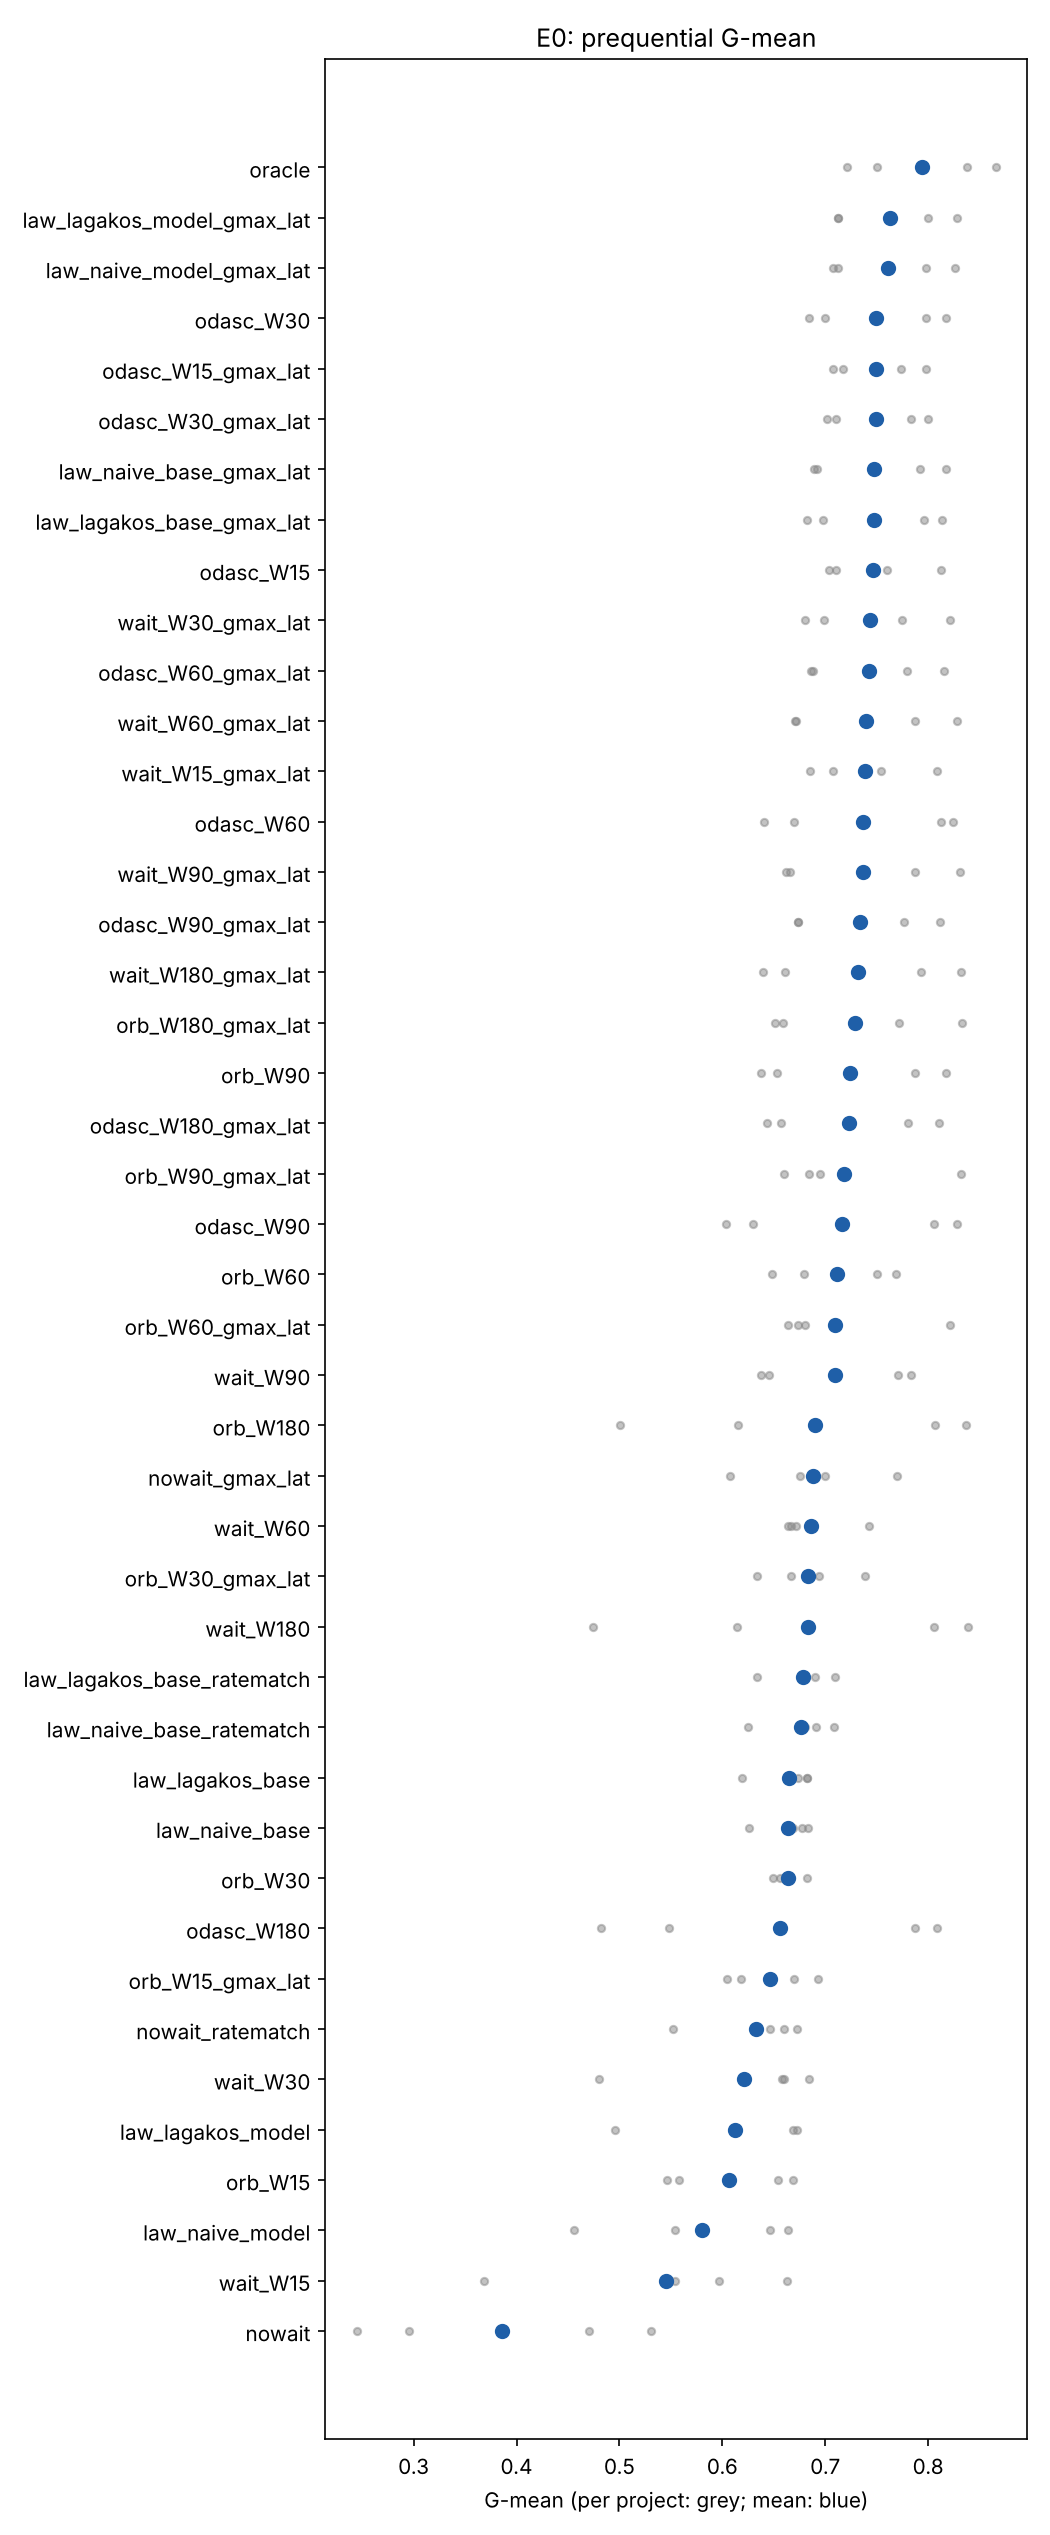 E0: prequential G-mean
oracle
law_lagakos_model_gmax_lat
law_naive_model_gmax_lat
odasc_W30
odasc_W15_gmax_lat
odasc_W30_gmax_lat
law_naive_base_gmax_lat
law_lagakos_base_gmax_lat
odasc_W15
wait_W30_gmax_lat
odasc_W60_gmax_lat
wait_W60_gmax_lat
wait_W15_gmax_lat
odasc_W60
wait_W90_gmax_lat
odasc_W90_gmax_lat
wait_W180_gmax_lat
orb_W180_gmax_lat
orb_W90
odasc_W180_gmax_lat
orb_W90_gmax_lat
odasc_W90
orb_W60
orb_W60_gmax_lat
wait_W90
orb_W180
nowait_gmax_lat
wait_W60
orb_W30_gmax_lat
wait_W180
law_lagakos_base_ratematch
law_naive_base_ratematch
law_lagakos_base
law_naive_base
orb_W30
odasc_W180
orb_W15_gmax_lat
nowait_ratematch
wait_W30
law_lagakos_model
orb_W15
law_naive_model
wait_W15
nowait
0.3 0.4 0.5 0.6 0.7 0.8
G-mean (per project: grey; mean: blue)